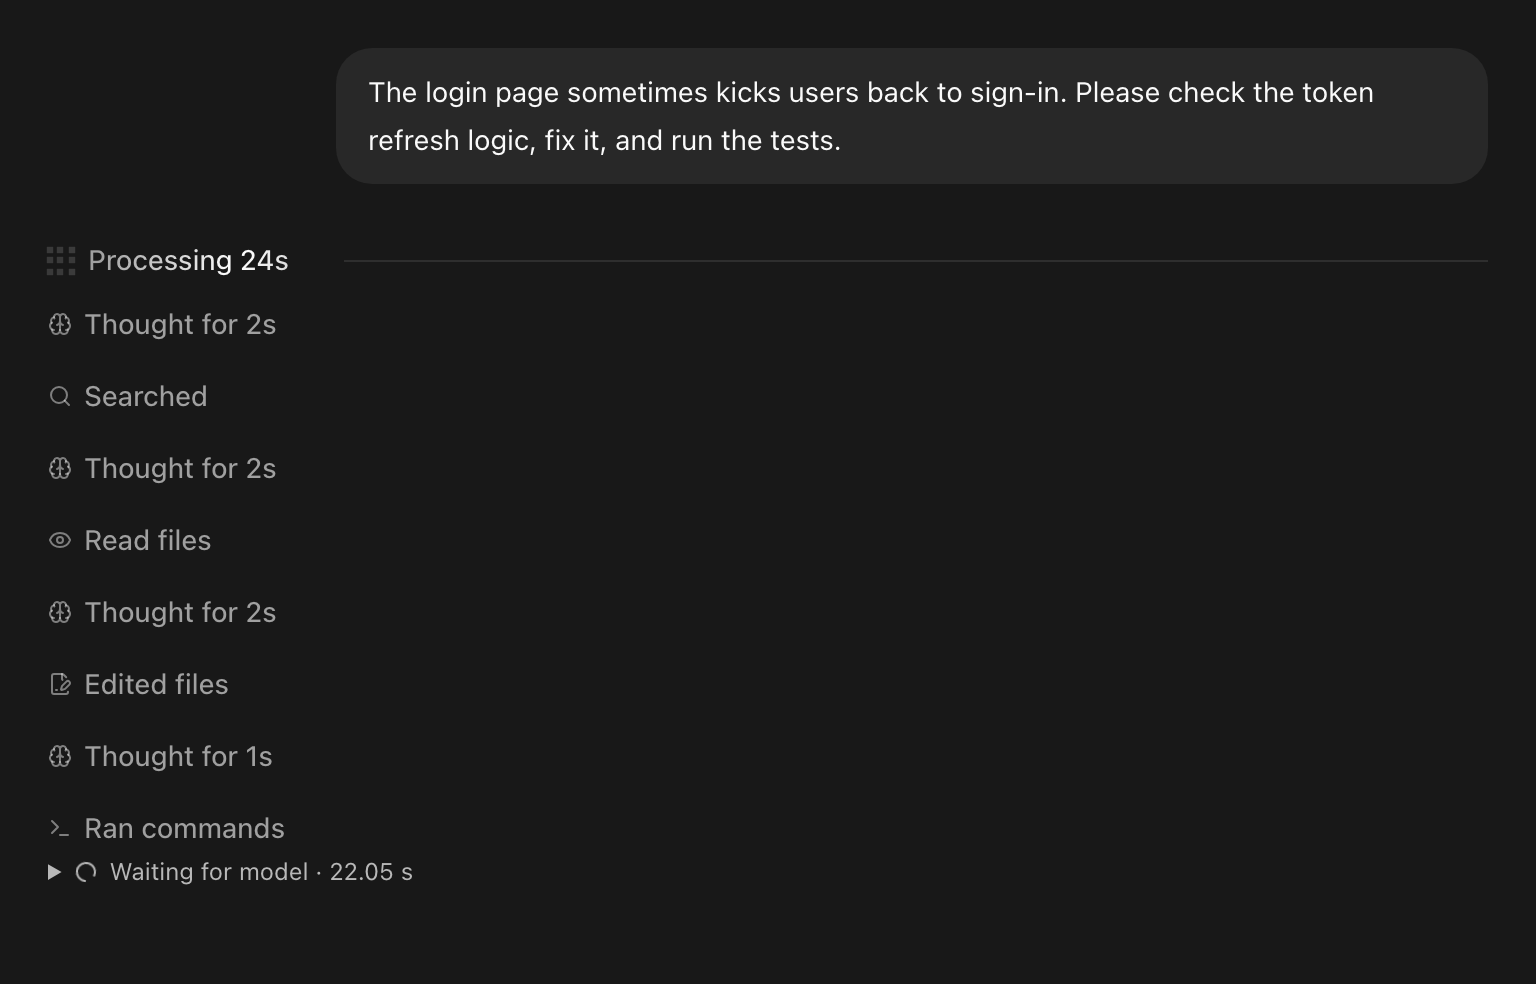 The login page sometimes kicks users back to sign-in. Please check the token
refresh logic, fix it, and run the tests.
Processing 24s
Thought for 2s
Searched
Thought for 2s
Read files
Thought for 2s
Edited files
Thought for 1s
Ran commands
Waiting for model · 22.05 s